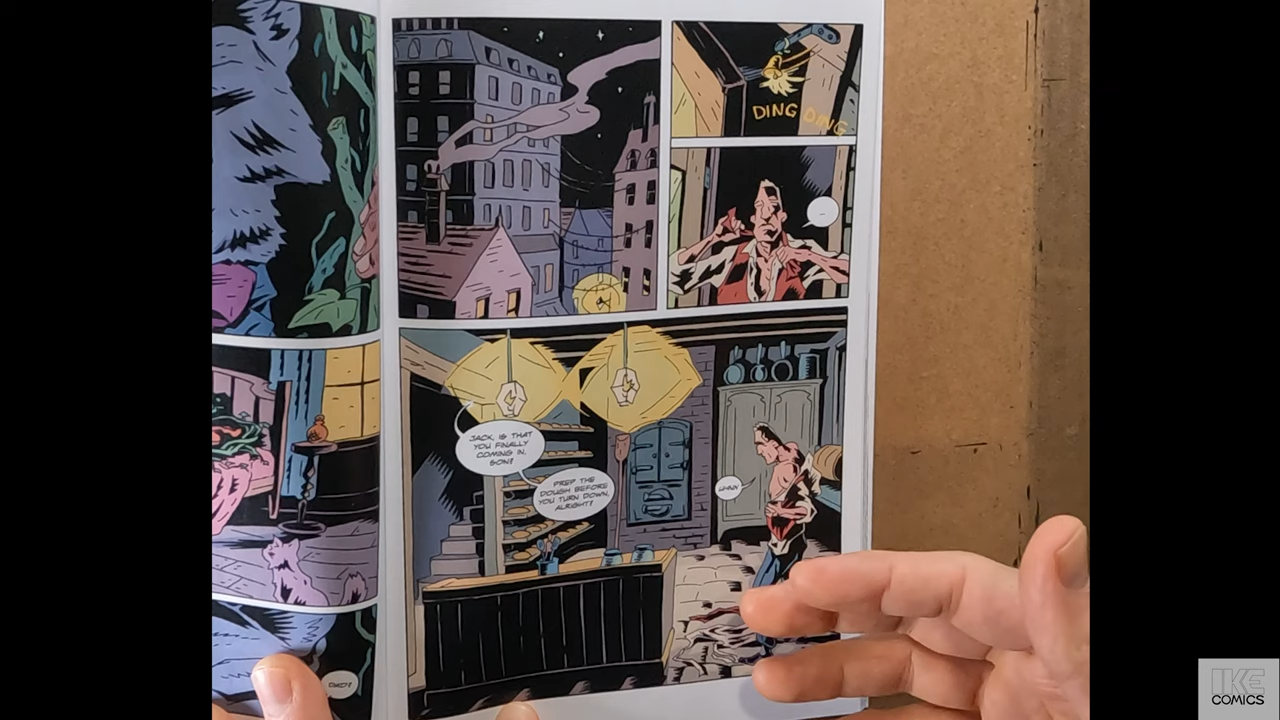 DING DING
...
JACK, IS THAT
YOU FINALLY
COMING IN,
SON?
PREP THE
DOUGH BEFORE
YOU TURN DOWN,
ALRIGHT?
UHNN
IKE
COMICS